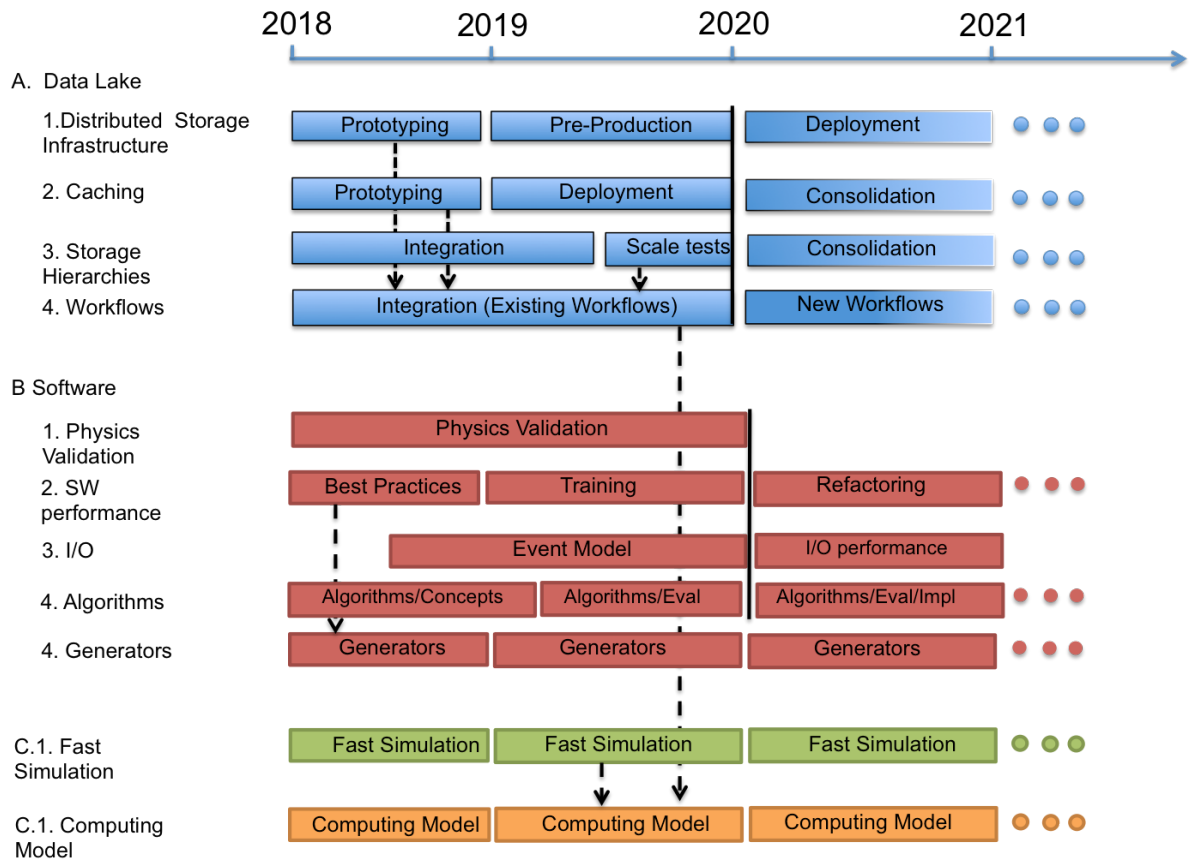 2018 2019 2020 2021
A. Data Lake
1.Distributed Storage
Infrastructure
Prototyping Pre-Production Deployment
2. Caching
Prototyping Deployment Consolidation
3. Storage
Hierarchies
Integration Scale tests Consolidation
4. Workflows
Integration (Existing Workflows) New Workflows
B Software
1. Physics
Validation
Physics Validation
2. SW
performance
Best Practices Training Refactoring
3. I/O
Event Model I/O performance
4. Algorithms
Algorithms/Concepts Algorithms/Eval Algorithms/Eval/Impl
4. Generators
Generators Generators Generators
C.1. Fast
Simulation
Fast Simulation Fast Simulation Fast Simulation
C.1. Computing
Model
Computing Model Computing Model Computing Model